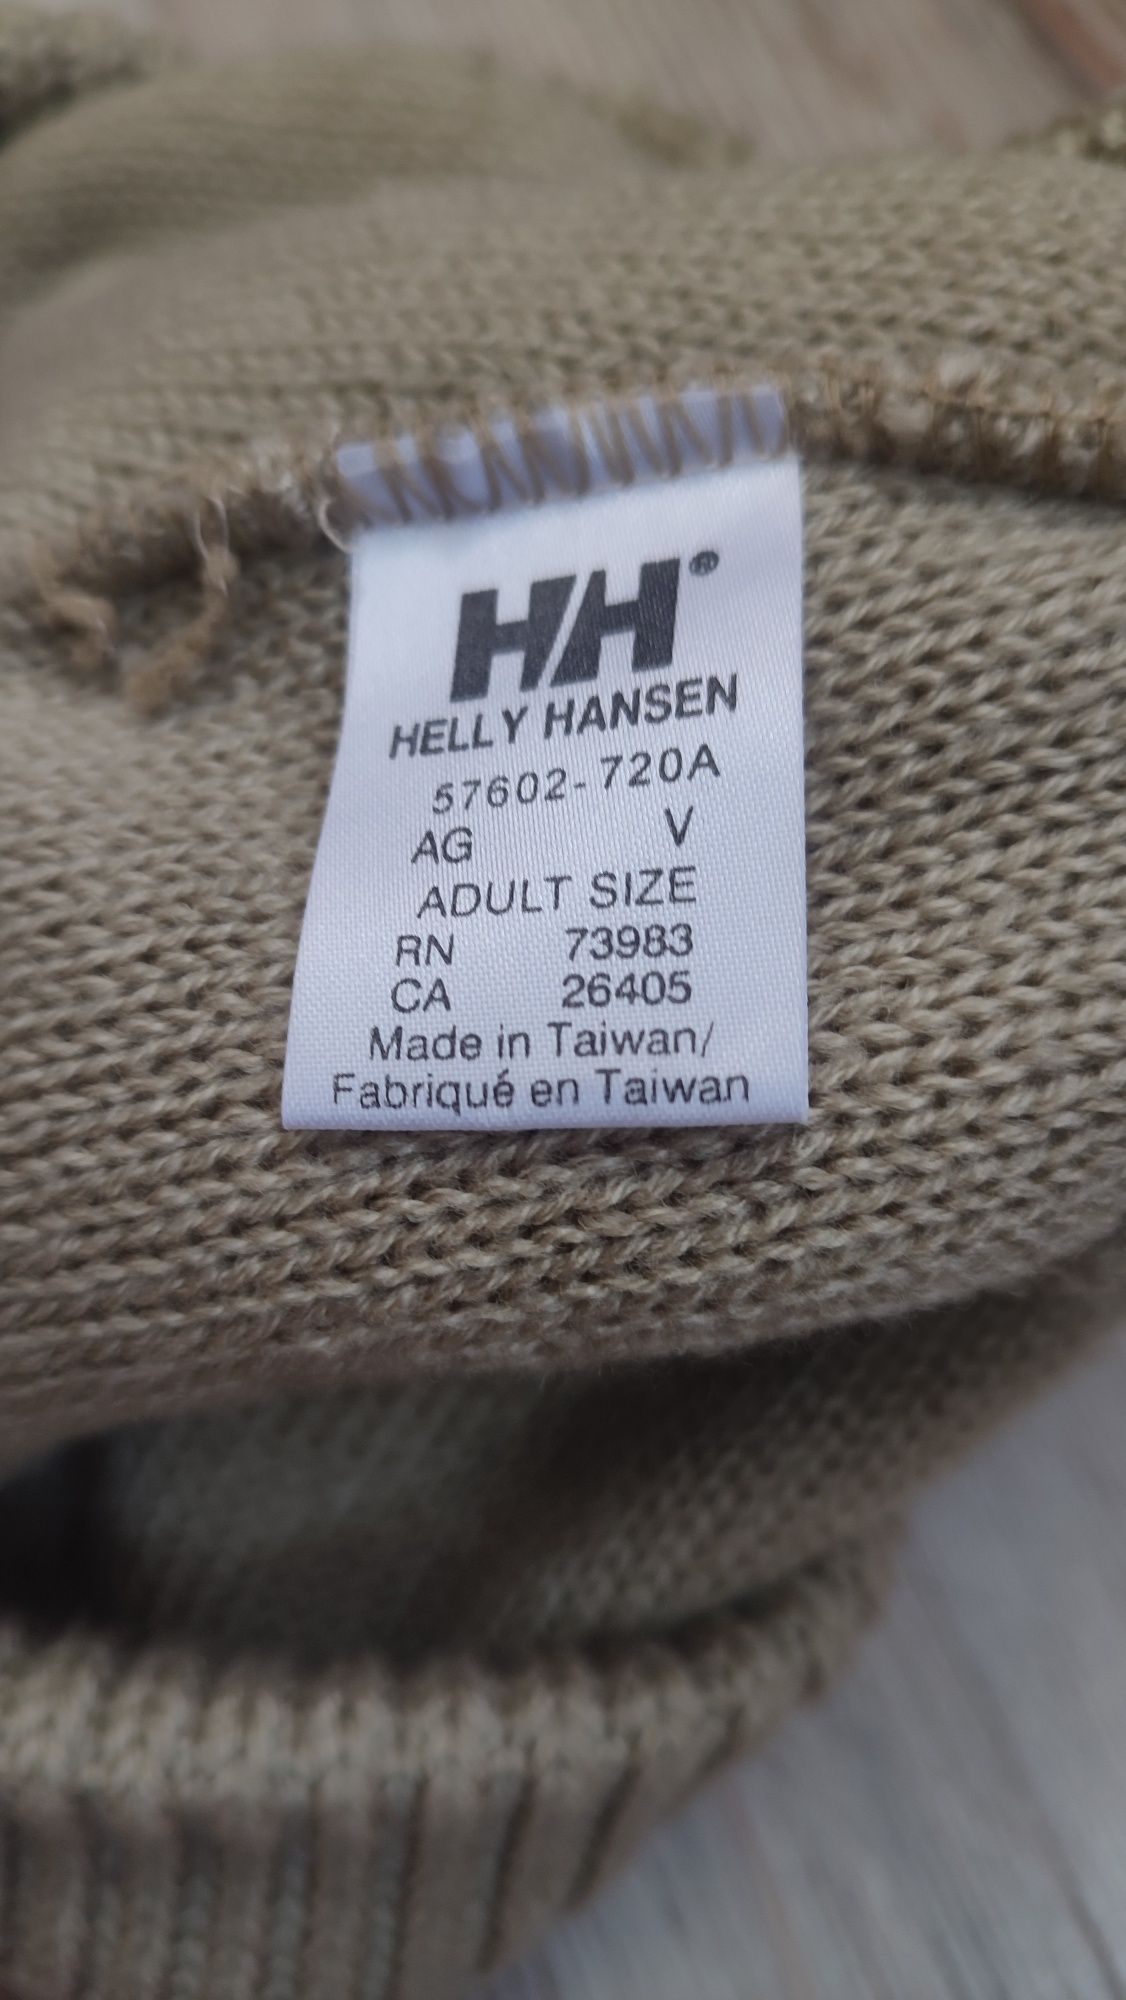 HH®
HELLY HANSEN
57602-720A
AG V
ADULT SIZE
RN 73983
CA 26405
Made in Taiwan/
Fabriqué en Taiwan